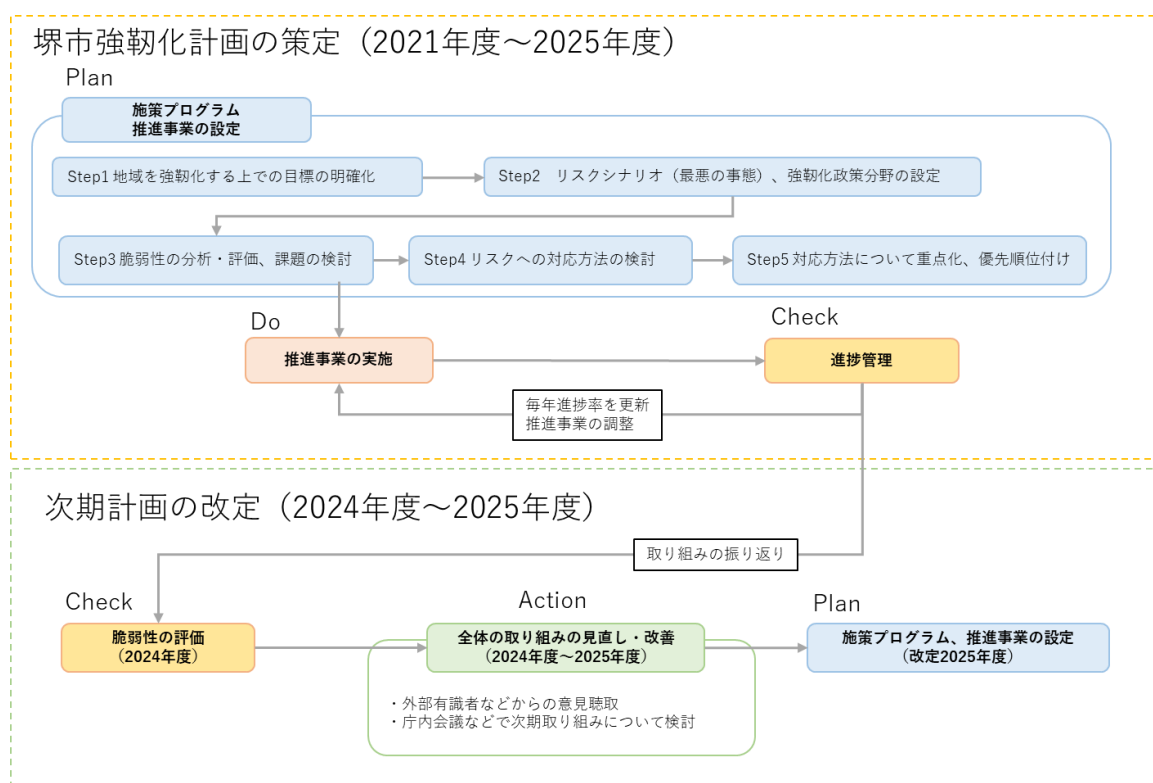 堺市強靭化計画の策定（2021年度～2025年度）
Plan
施策プログラム
推進事業の設定
Step1 地域を強靭化する上での目標の明確化
Step2　リスクシナリオ（最悪の事態）、強靭化政策分野の設定
Step3 脆弱性の分析・評価、課題の検討
Step4 リスクへの対応方法の検討
Step5 対応方法について重点化、優先順位付け
Do
推進事業の実施
Check
進捗管理
毎年進捗率を更新
推進事業の調整
次期計画の改定（2024年度～2025年度）
取り組みの振り返り
Check
脆弱性の評価
（2024年度）
Action
全体の取り組みの見直し・改善
（2024年度～2025年度）
・外部有識者などからの意見聴取
・庁内会議などで次期取り組みについて検討
Plan
施策プログラム、推進事業の設定
（改定2025年度）